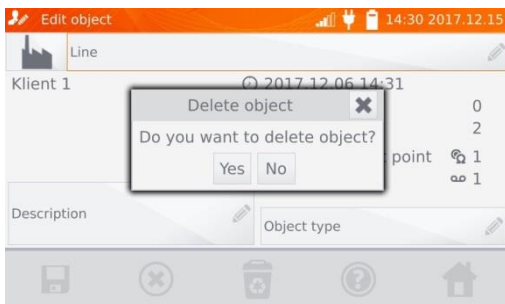 Edit object 14:30 2017.12.15
Line
Klient 1 2017.12.06 14:31
Delete object
0
Do you want to delete object?
2
point 1
Yes No
1
Description
Object type